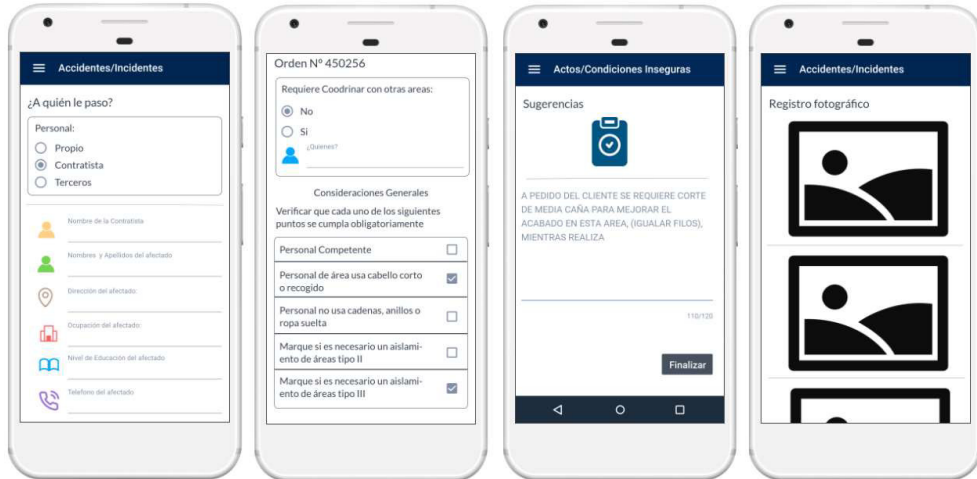 Accidentes/Incidentes
¿A quién le paso?
Personal:
Propio
Contratista
Terceros
Nombre de la Contratista
Nombres y Apellidos del afectado
Dirección del afectado:
Ocupación del afectado:
Nivel de Educación del afectado
Telefono del afectado
Orden Nº 450256
Requiere Coodrinar con otras areas:
No
Si
¿Quienes?
Consideraciones Generales
Verificar que cada uno de los siguientes
puntos se cumpla obligatoriamente
Personal Competente
Personal de área usa cabello corto
o recogido
Personal no usa cadenas, anillos o
ropa suelta
Marque si es necesario un aislami-
ento de áreas tipo II
Marque si es necesario un aislami-
ento de áreas tipo III
Actos/Condiciones Inseguras
Sugerencias
A PEDIDO DEL CLIENTE SE REQUIERE CORTE
DE MEDIA CAÑA PARA MEJORAR EL
ACABADO EN ESTA AREA, (IGUALAR FILOS),
MIENTRAS REALIZA
110/120
Finalizar
Accidentes/Incidentes
Registro fotográfico